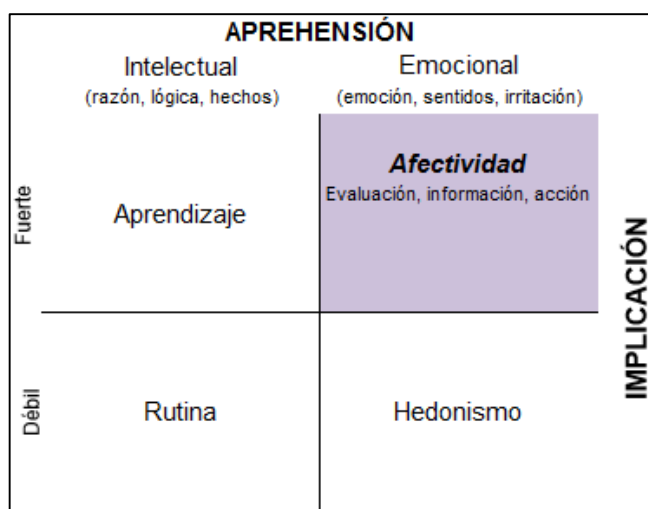 APREHENSIÓN
Intelectual
(razón, lógica, hechos)
Emocional
(emoción, sentidos, irritación)
Fuerte
Aprendizaje
Afectividad
Evaluación, información, acción
IMPLICACIÓN
Débil
Rutina
Hedonismo